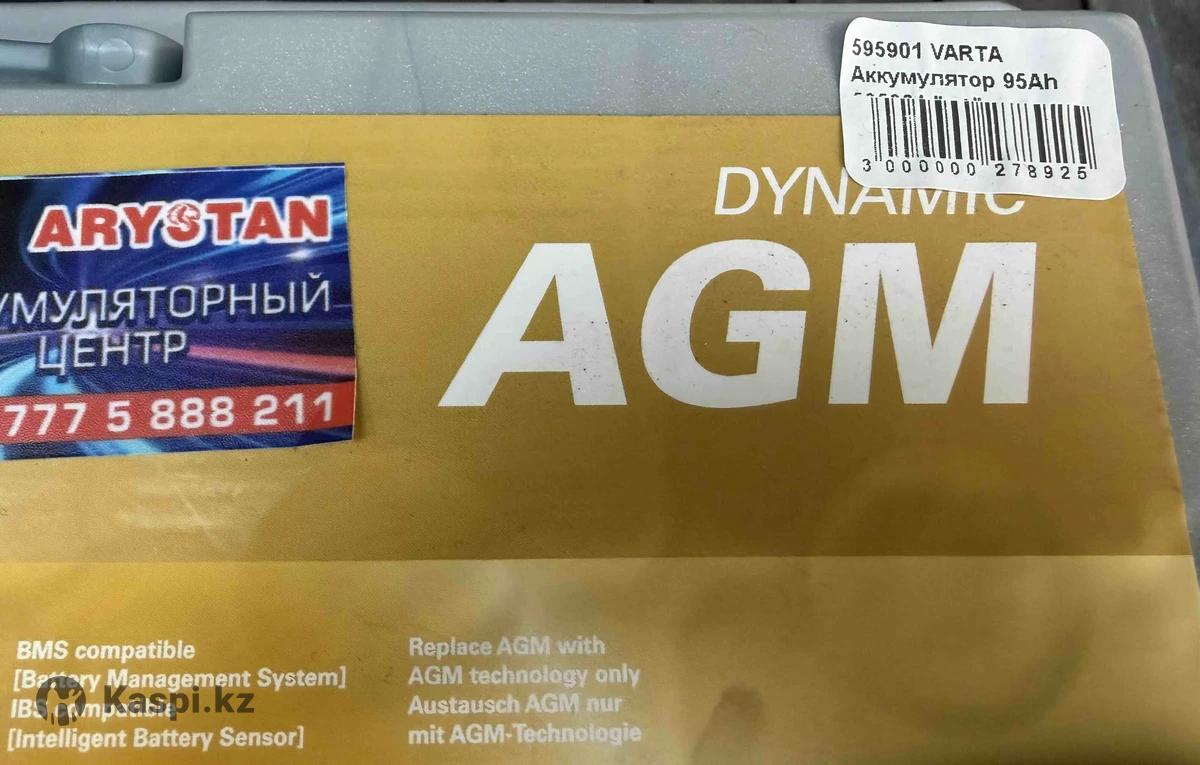 595901 VARTA
Аккумулятор 95Ah
3 000000 278925
DYNAMIC
AGM
ARYSTAN
УМУЛЯТОРНЫЙ
ЦЕНТР
777 5 888 211
BMS compatible
[Battery Management System]
IBS compatible
[Intelligent Battery Sensor]
Replace AGM with
AGM technology only
Austausch AGM nur
mit AGM-Technologie
Kaspi.kz